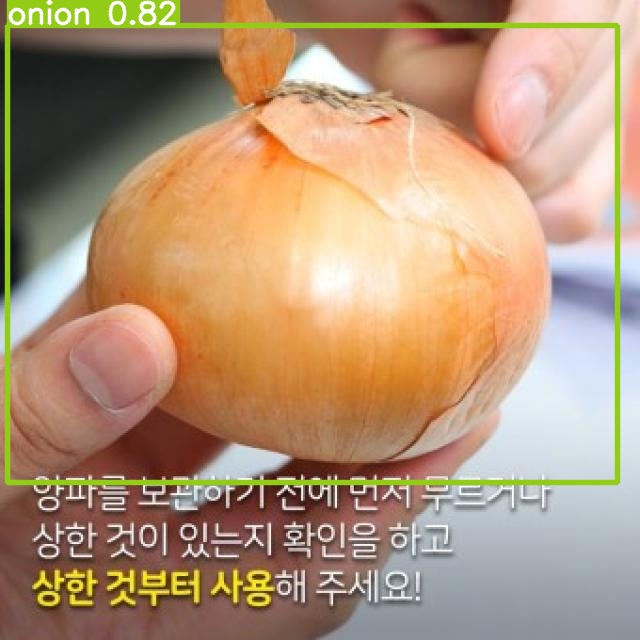 onion 0.82
양파를 보관하기 전에 먼저 무르거나
상한 것이 있는지 확인을 하고
상한 것부터 사용해 주세요!